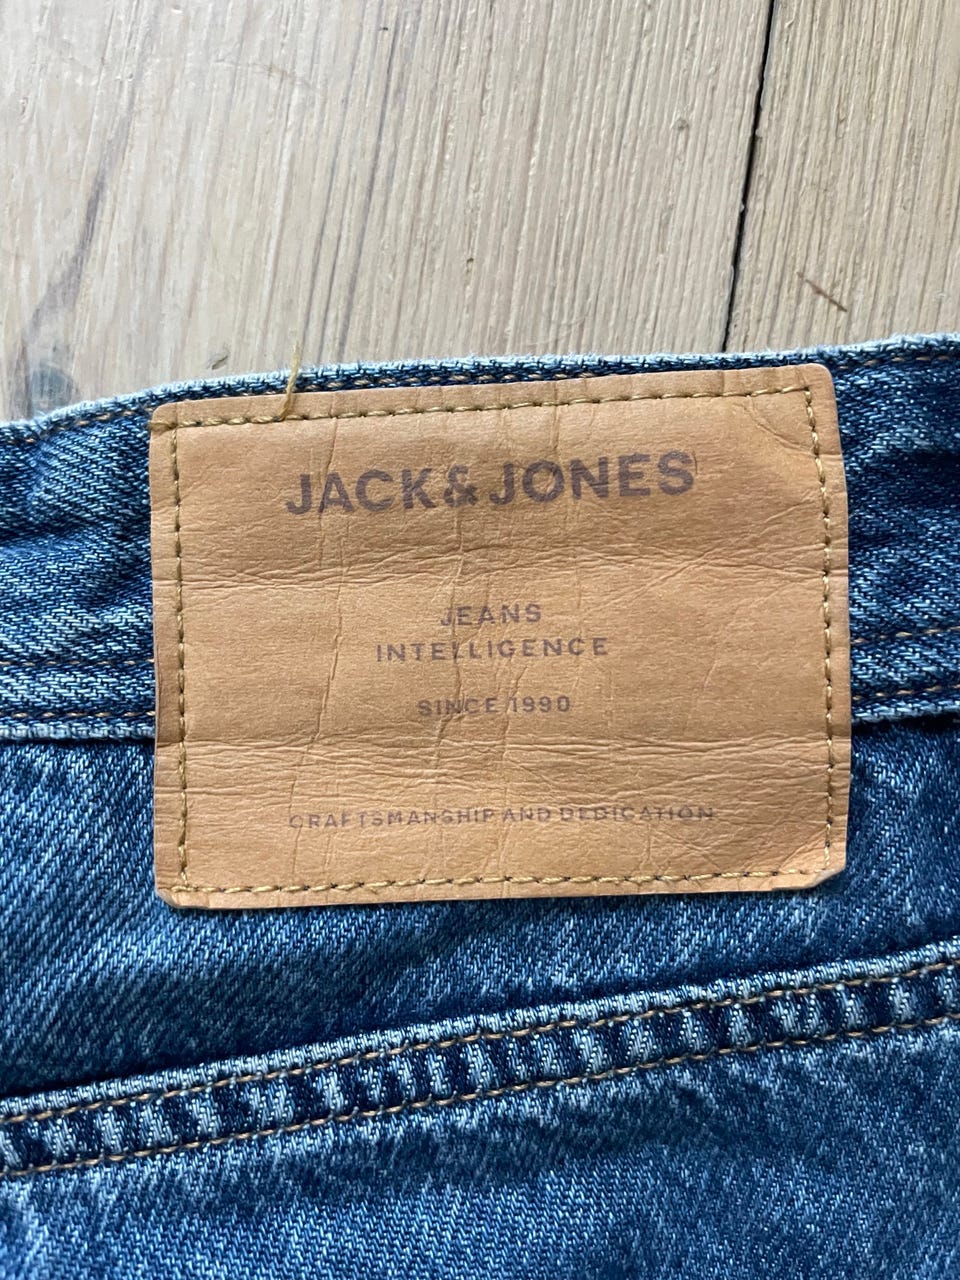 JACK & JONES
JEANS
INTELLIGENCE
SINCE 1990
CRAFTSMANSHIP AND DEDICATION